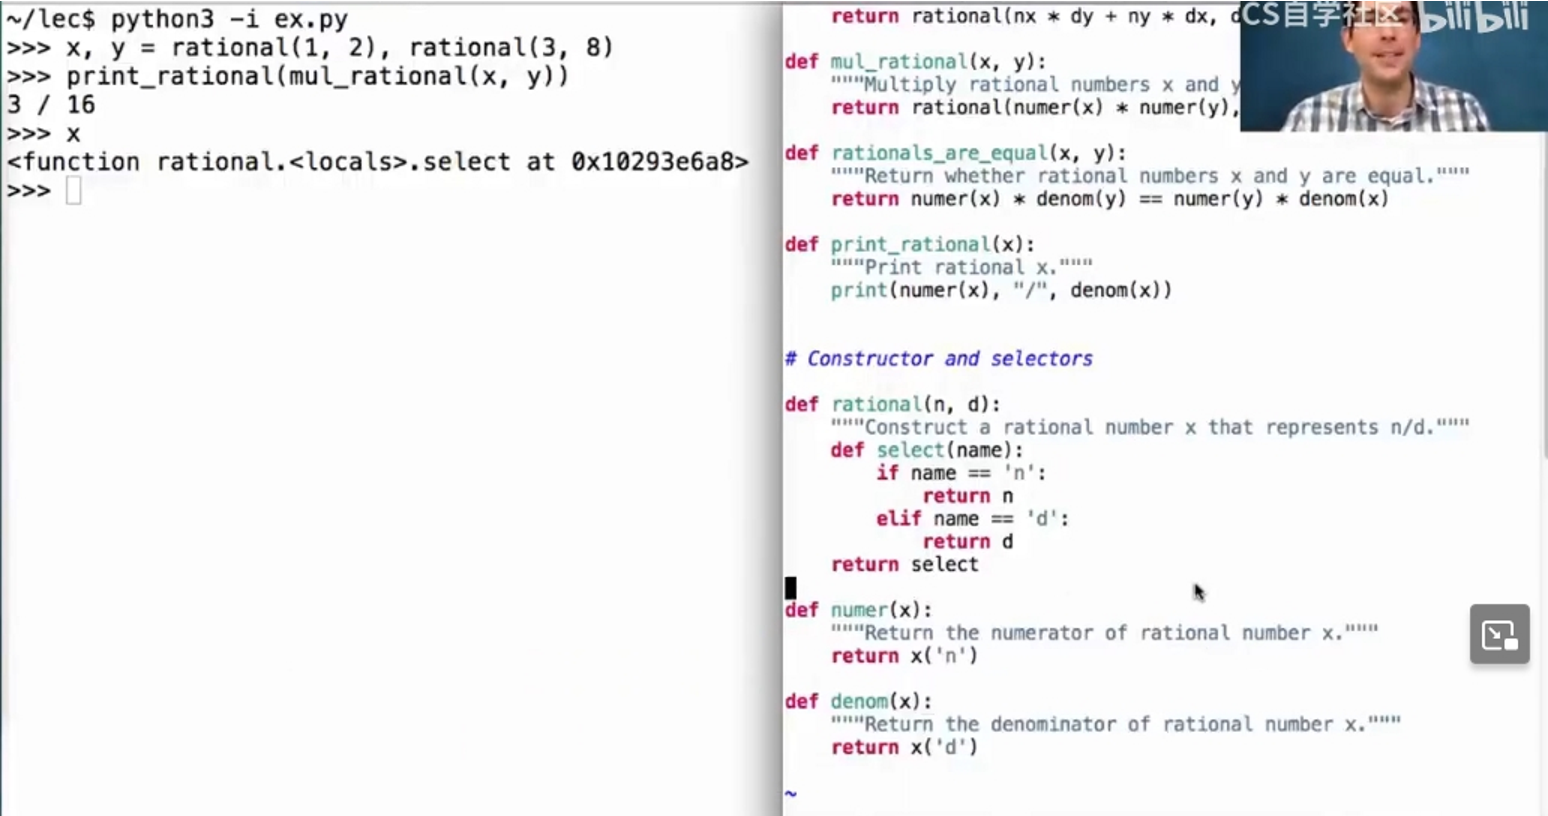 ~/lec$ python3 -i ex.py
>>> x, y = rational(1, 2), rational(3, 8)
>>> print_rational(mul_rational(x, y))
3 / 16
>>> x
<function rational.<locals>.select at 0x10293e6a8>
>>>
return rational(nx * dy + ny * dx, d
CS自学社区 bilibili
def mul_rational(x, y):
"""Multiply rational numbers x and y
return rational(numer(x) * numer(y),
def rationals_are_equal(x, y):
"""Return whether rational numbers x and y are equal."""
return numer(x) * denom(y) == numer(y) * denom(x)
def print_rational(x):
"""Print rational x."""
print(numer(x), "/", denom(x))
# Constructor and selectors
def rational(n, d):
"""Construct a rational number x that represents n/d."""
def select(name):
if name == 'n':
return n
elif name == 'd':
return d
return select
def numer(x):
"""Return the numerator of rational number x."""
return x('n')
def denom(x):
"""Return the denominator of rational number x."""
return x('d')
~